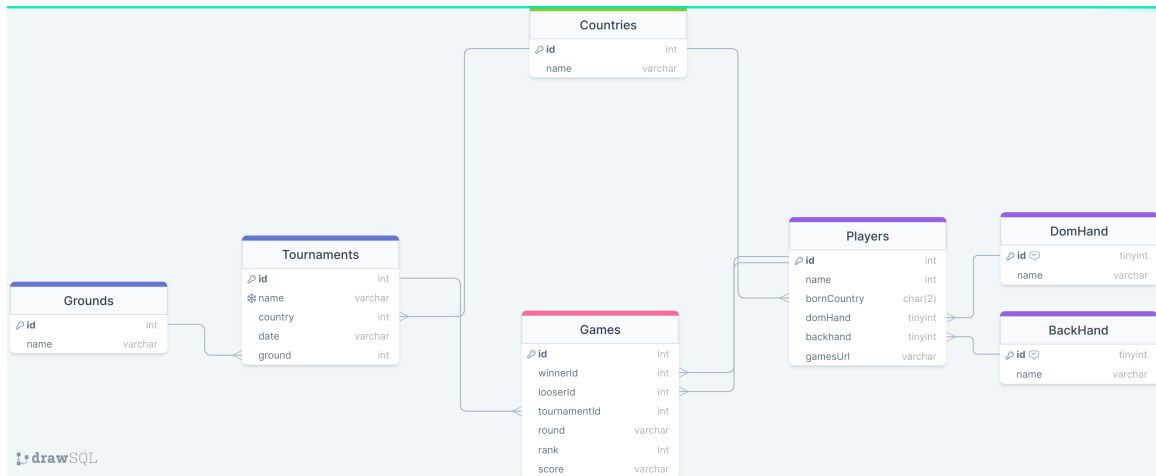 Countries
id int
name varchar
Tournaments
id int
name varchar
country int
date varchar
ground int
Grounds
id int
name varchar
Games
id int
winnerId int
looserId int
tournamentId int
round varchar
rank int
score varchar
Players
id int
name int
bornCountry char(2)
domHand tinyint
backhand tinyint
gamesUrl varchar
DomHand
id tinyint
name varchar
BackHand
id tinyint
name varchar
drawSQL